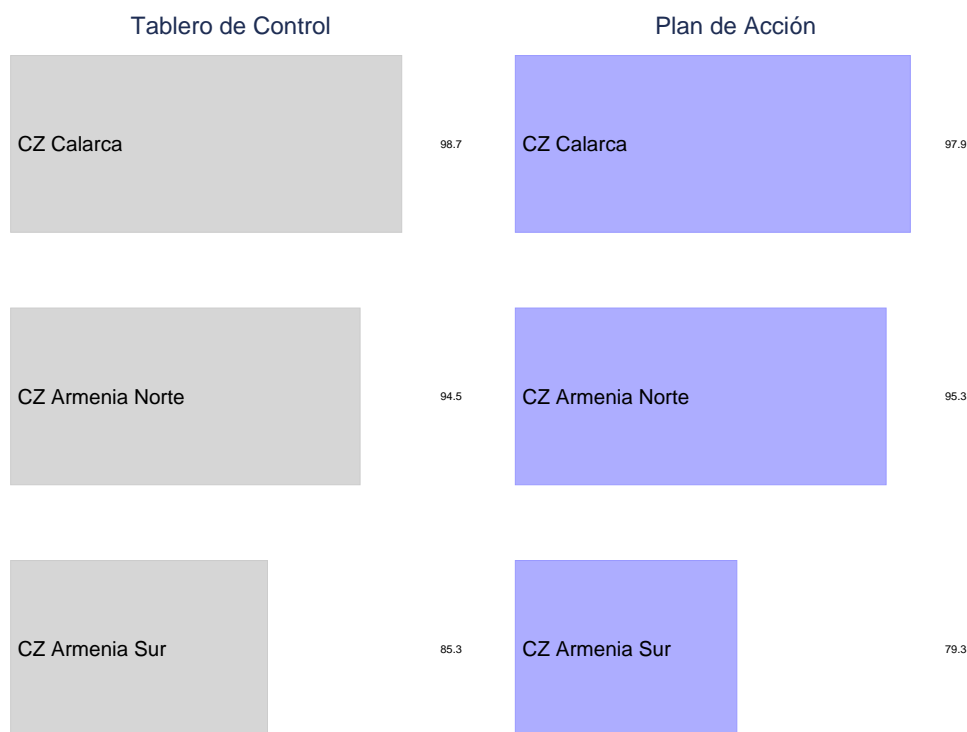 Tablero de Control
CZ Calarca 98.7
CZ Armenia Norte 94.5
CZ Armenia Sur 85.3
Plan de Acción
CZ Calarca 97.9
CZ Armenia Norte 95.3
CZ Armenia Sur 79.3